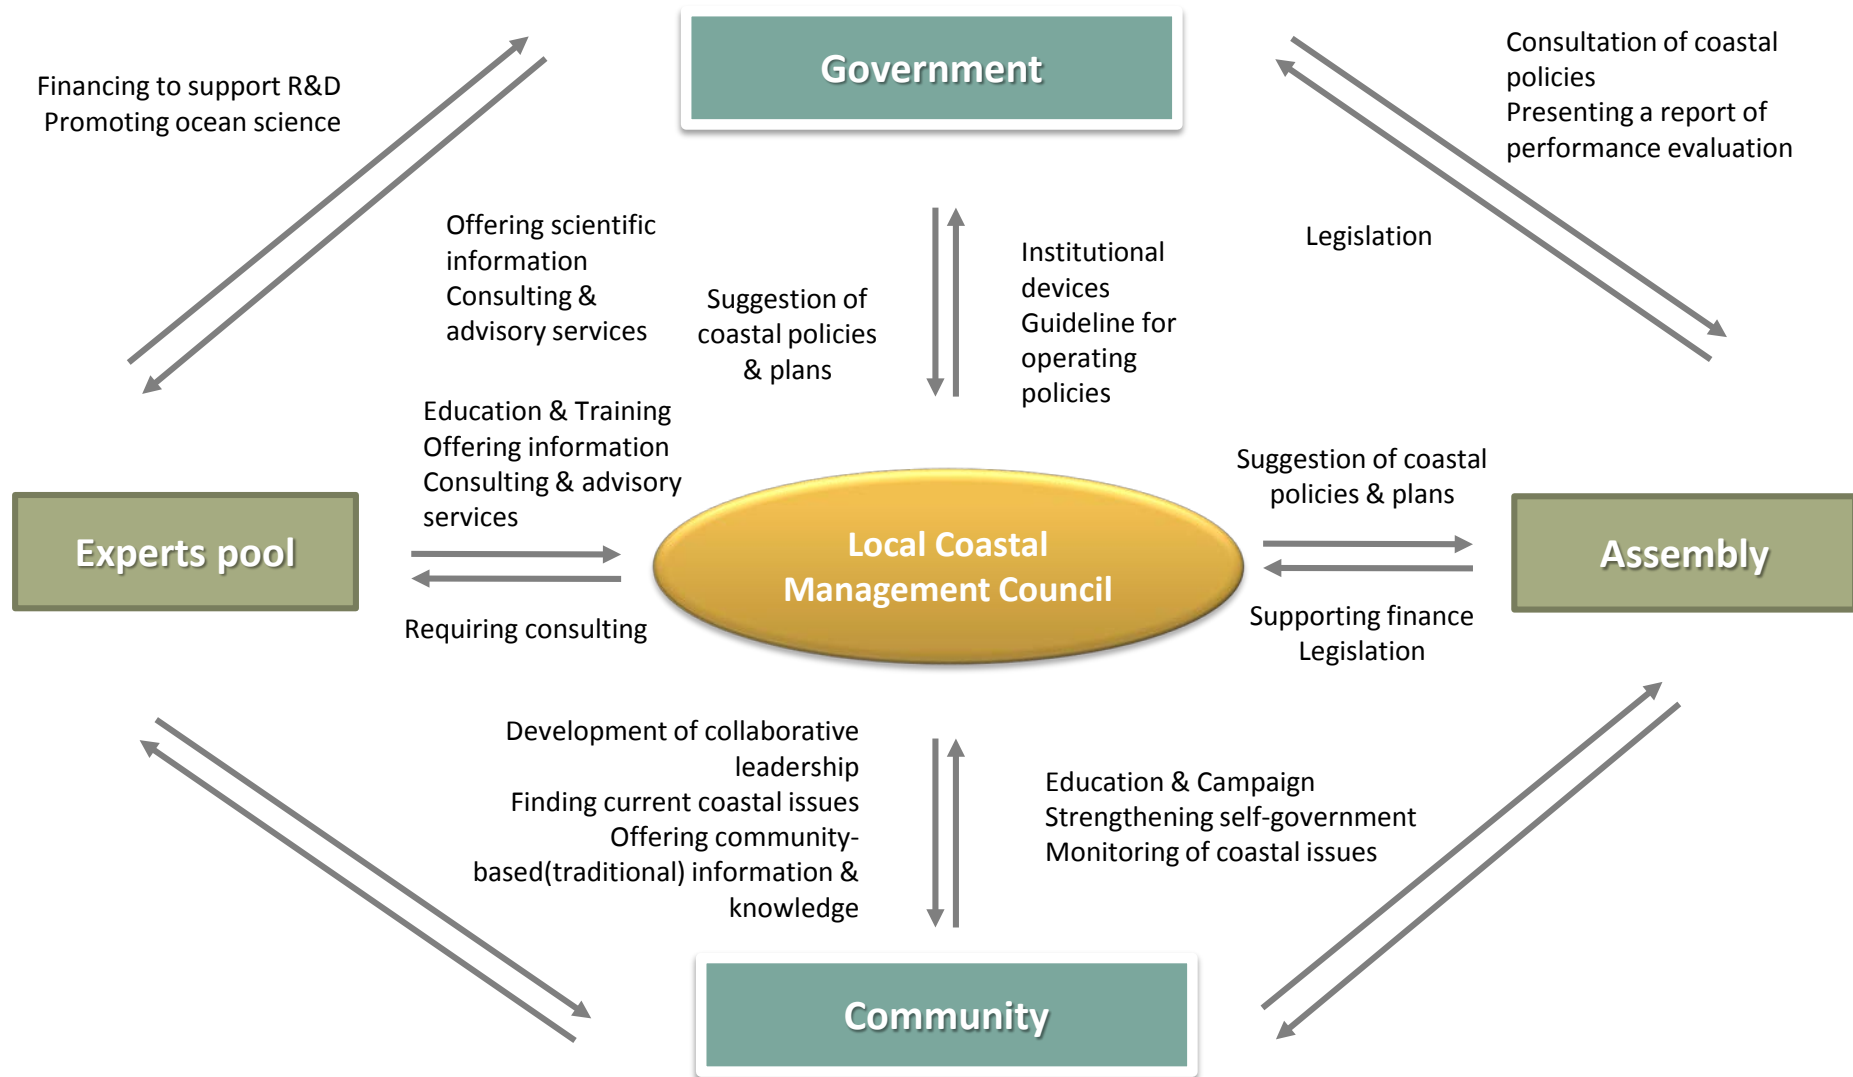 Government
Financing to support R&D
Promoting ocean science
Consultation of coastal
policies
Presenting a report of
performance evaluation
Offering scientific
information
Consulting &
advisory services
Suggestion of
coastal policies
& plans
Institutional
devices
Guideline for
operating
policies
Legislation
Education & Training
Offering information
Consulting & advisory
services
Suggestion of coastal
policies & plans
Experts pool
Local Coastal
Management Council
Assembly
Requiring consulting
Supporting finance
Legislation
Development of collaborative
leadership
Finding current coastal issues
Offering community-
based(traditional) information &
knowledge
Education & Campaign
Strengthening self-government
Monitoring of coastal issues
Community